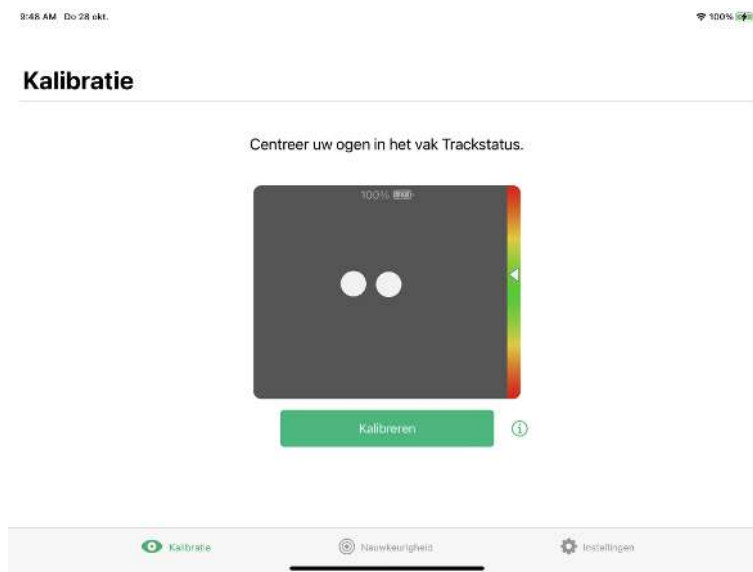 9:48 AM Do 28 okt.
100%
Kalibratie
Centreer uw ogen in het vak Trackstatus.
100%
Kalibreren
Kalibratie
Nauwkeurigheid
Instellingen